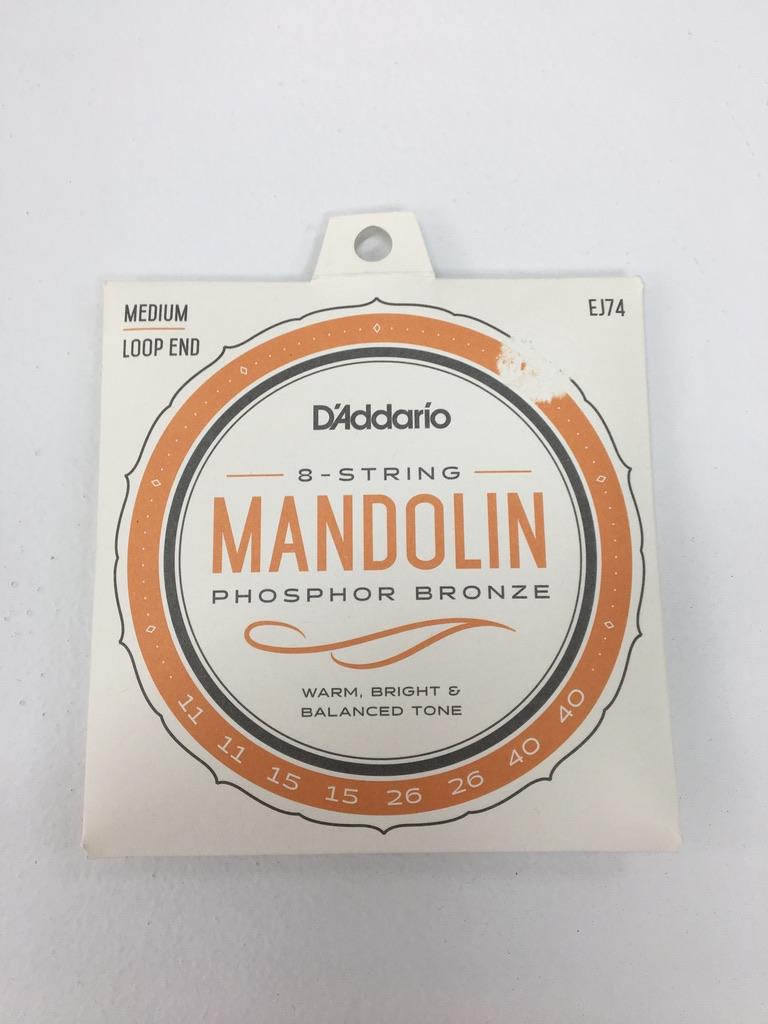 MEDIUM
LOOP END
EJ74
D'Addario
8-STRING
MANDOLIN
PHOSPHOR BRONZE
WARM, BRIGHT &
BALANCED TONE
11 11 15 15 26 26 40 40